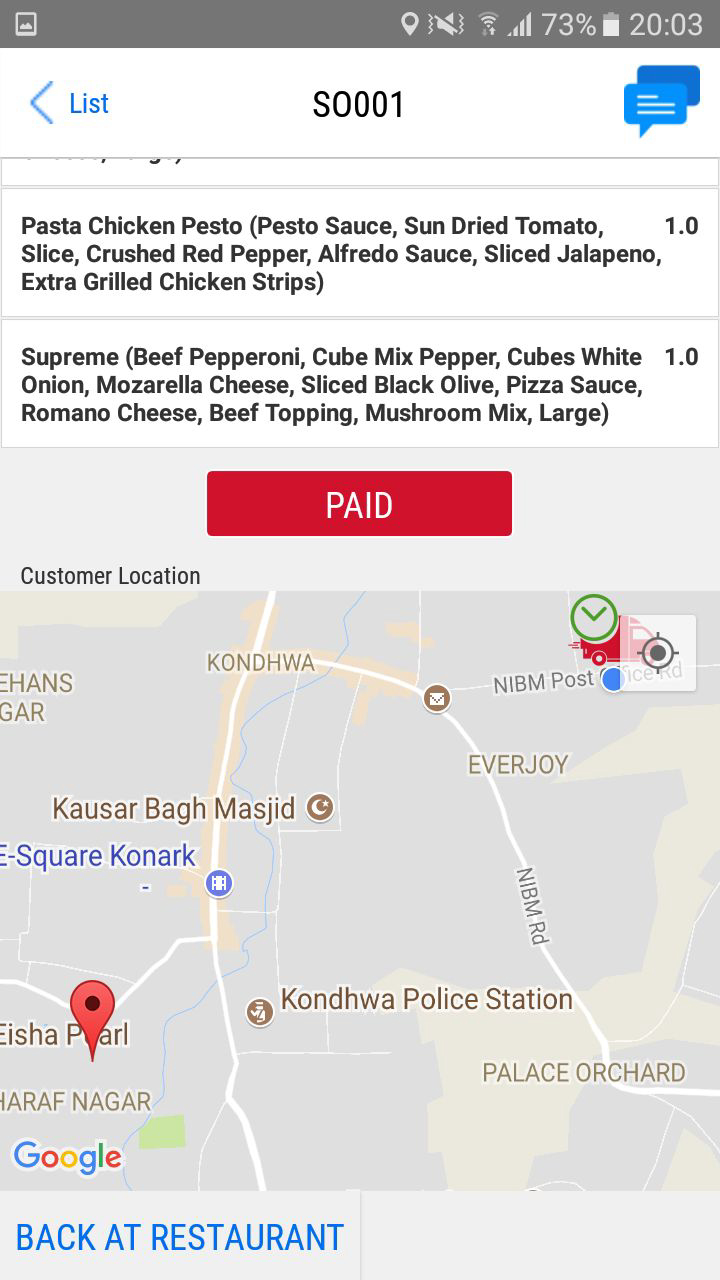 73% 20:03
List
SO001
Pasta Chicken Pesto (Pesto Sauce, Sun Dried Tomato, 1.0
Slice, Crushed Red Pepper, Alfredo Sauce, Sliced Jalapeno,
Extra Grilled Chicken Strips)
Supreme (Beef Pepperoni, Cube Mix Pepper, Cubes White 1.0
Onion, Mozarella Cheese, Sliced Black Olive, Pizza Sauce,
Romano Cheese, Beef Topping, Mushroom Mix, Large)
PAID
Customer Location
KONDHWA
NIBM Post Office Rd
EHANS
GAR
EVERJOY
Kausar Bagh Masjid
E-Square Konark
-
NIBM Rd
Kondhwa Police Station
Eisha Pearl
PALACE ORCHARD
HARAF NAGAR
Google
BACK AT RESTAURANT